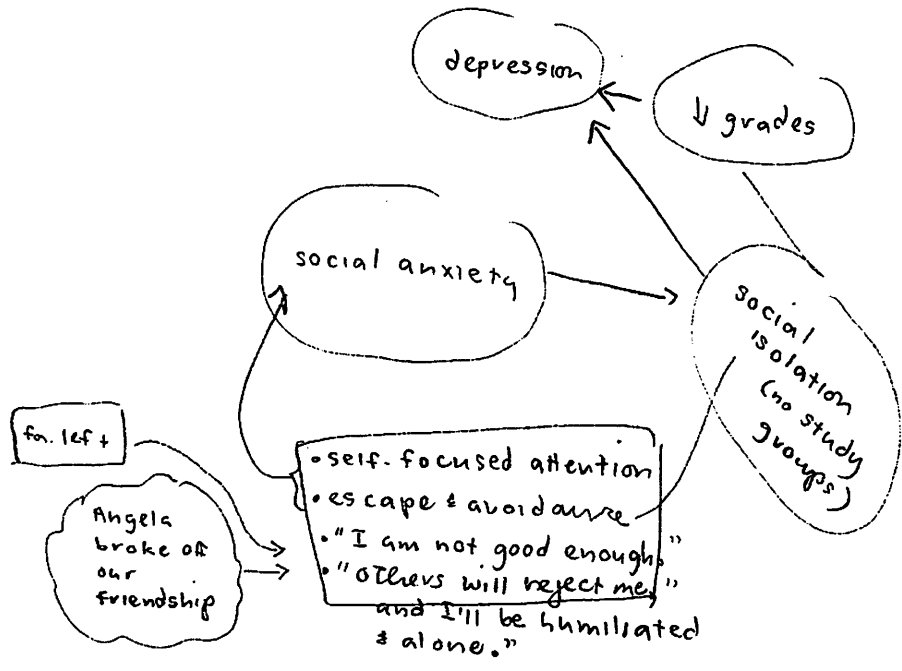 depression
↓ grades
social anxiety
social
isolation
(no study
groups)
fa. left
Angela
broke off
our
friendship
• self-focused attention
• escape & avoidance
• "I am not good enough."
• "Others will reject me"
and I'll be humiliated
& alone."